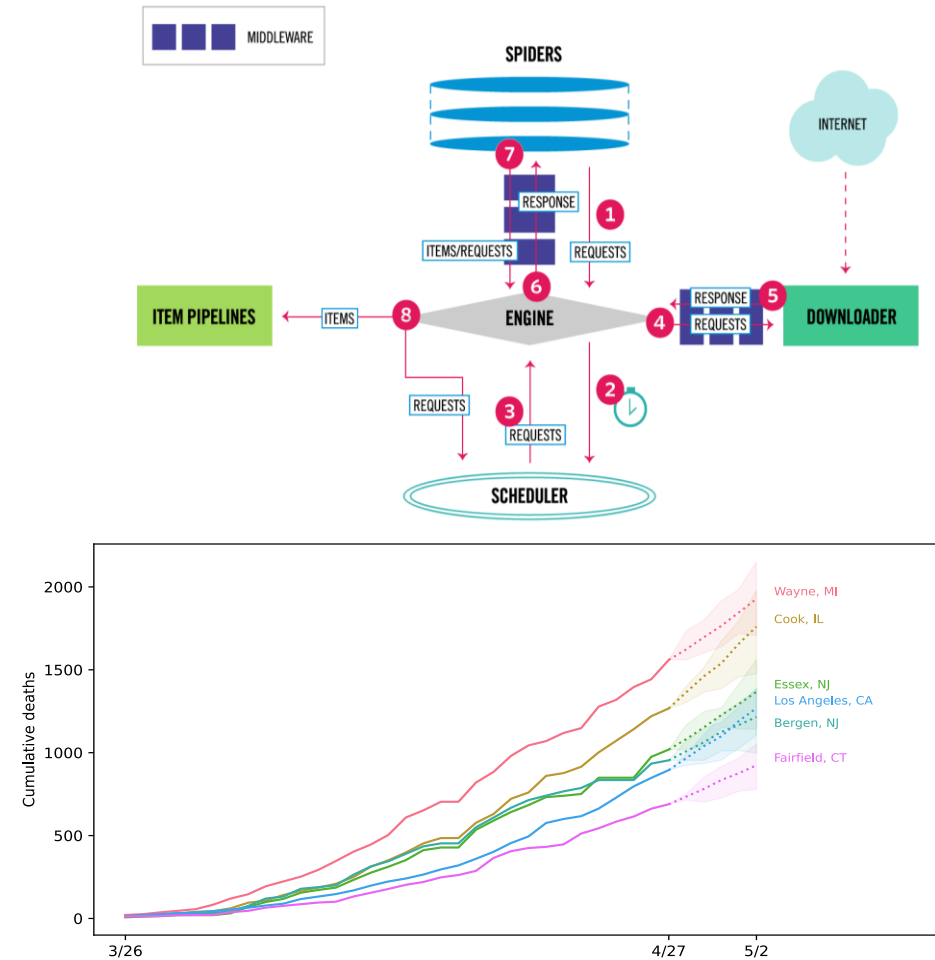 MIDDLEWARE
SPIDERS
INTERNET
7
RESPONSE
1
ITEMS/REQUESTS
REQUESTS
6
5
RESPONSE
ITEM PIPELINES
ITEMS
8
ENGINE
4
REQUESTS
DOWNLOADER
2
REQUESTS
3
REQUESTS
SCHEDULER
Cumulative deaths
2000
1500
1000
500
0
Wayne, MI
Cook, IL
Essex, NJ
Los Angeles, CA
Bergen, NJ
Fairfield, CT
3/26
4/27
5/2